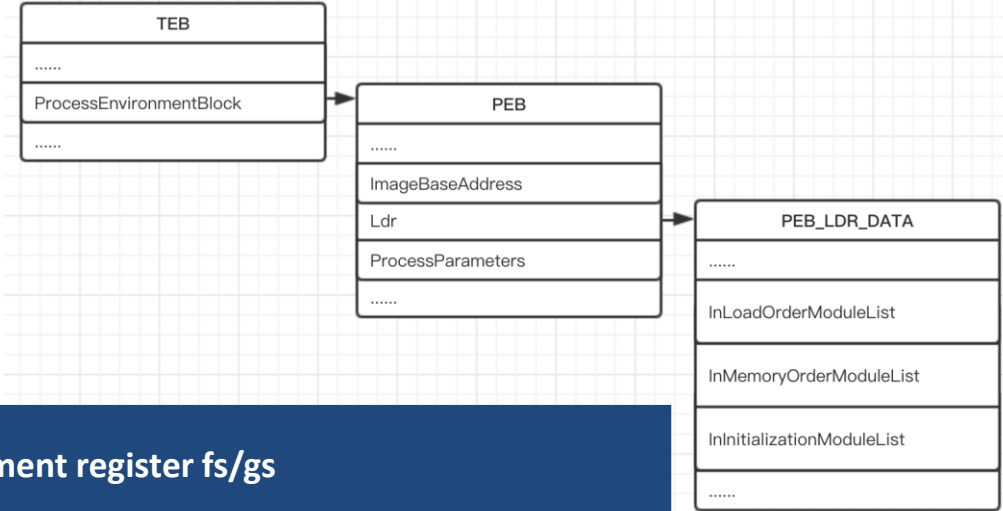 TEB
......
ProcessEnvironmentBlock
......
PEB
......
ImageBaseAddress
Ldr
ProcessParameters
......
PEB_LDR_DATA
......
InLoadOrderModuleList
InMemoryOrderModuleList
InInitializationModuleList
......
register fs/gs